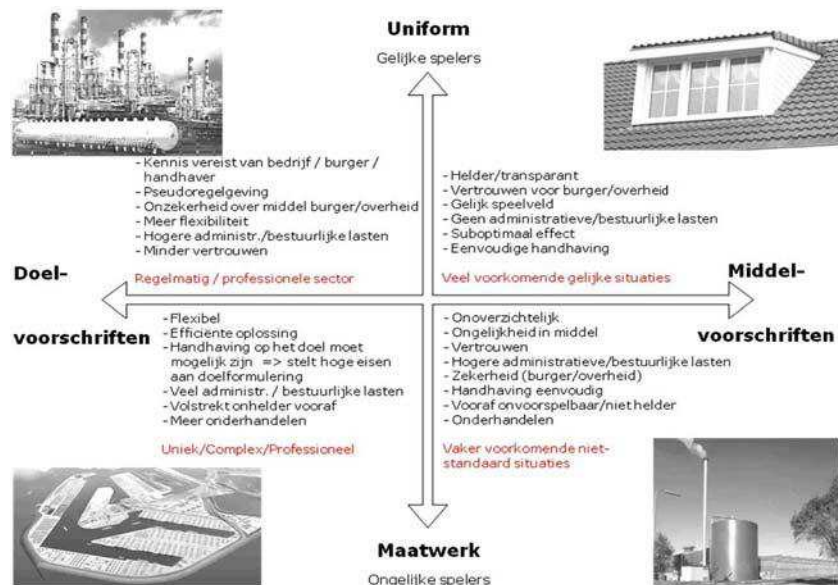 Uniform
Gelijke spelers
- Kennis vereist van bedrijf / burger /
handhaver
- Pseudoregelgeving
- Onzekerheid over middel burger/overheid
- Meer flexibiliteit
- Hogere administr./bestuurlijke lasten
- Minder vertrouwen
Regelmatig / professionele sector
- Helder/transparant
- Vertrouwen voor burger/overheid
- Gelijk speelveld
- Geen administratieve/bestuurlijke lasten
- Suboptimaal effect
- Eenvoudige handhaving
Veel voorkomende gelijke situaties
Doel-
voorschriften
Middel-
voorschriften
- Flexibel
- Efficiënte oplossing
- Handhaving op het doel moet
mogelijk zijn => stelt hoge eisen
aan doelformulering
- Veel administr. / bestuurlijke lasten
- Volstrekt onhelder vooraf
- Meer onderhandelen
Uniek/Complex/Professioneel
- Onoverzichtelijk
- Ongelijkheid in middel
- Vertrouwen
- Hogere administratieve/bestuurlijke lasten
- Zekerheid (burger/overheid)
- Handhaving eenvoudig
- Vooraf onvoorspelbaar/niet helder
- Onderhandelen
Vaker voorkomende niet-
standaard situaties
Maatwerk
Ongelijke spelers